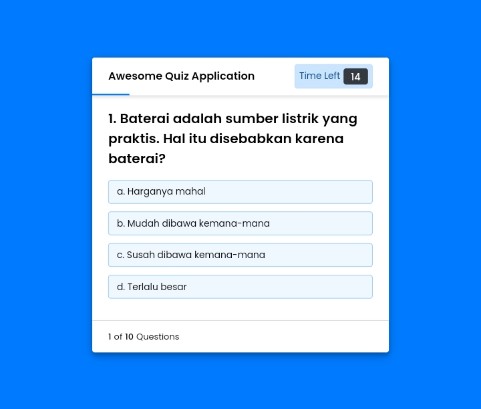 Awesome Quiz Application
Time Left 14
1. Baterai adalah sumber listrik yang
praktis. Hal itu disebabkan karena
baterai?
a. Harganya mahal
b. Mudah dibawa kemana-mana
c. Susah dibawa kemana-mana
d. Terlalu besar
1 of 10 Questions